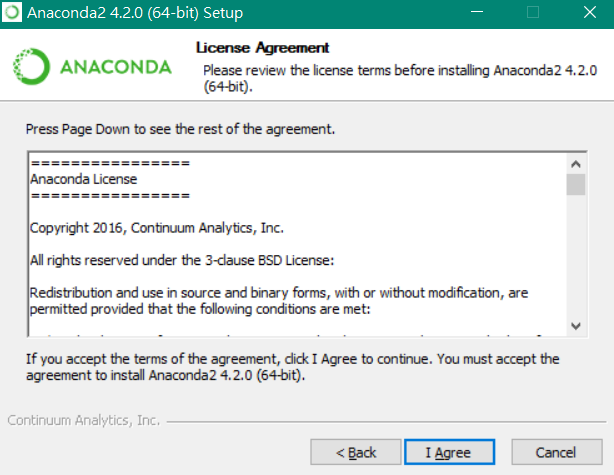 Anaconda2 4.2.0 (64-bit) Setup
License Agreement
ANACONDA
Please review the license terms before installing Anaconda2 4.2.0
(64-bit).
Press Page Down to see the rest of the agreement.
================
Anaconda License
================
Copyright 2016, Continuum Analytics, Inc.
All rights reserved under the 3-clause BSD License:
Redistribution and use in source and binary forms, with or without modification, are
permitted provided that the following conditions are met:
If you accept the terms of the agreement, click I Agree to continue. You must accept the
agreement to install Anaconda2 4.2.0 (64-bit).
Continuum Analytics, Inc.
< Back
I Agree
Cancel